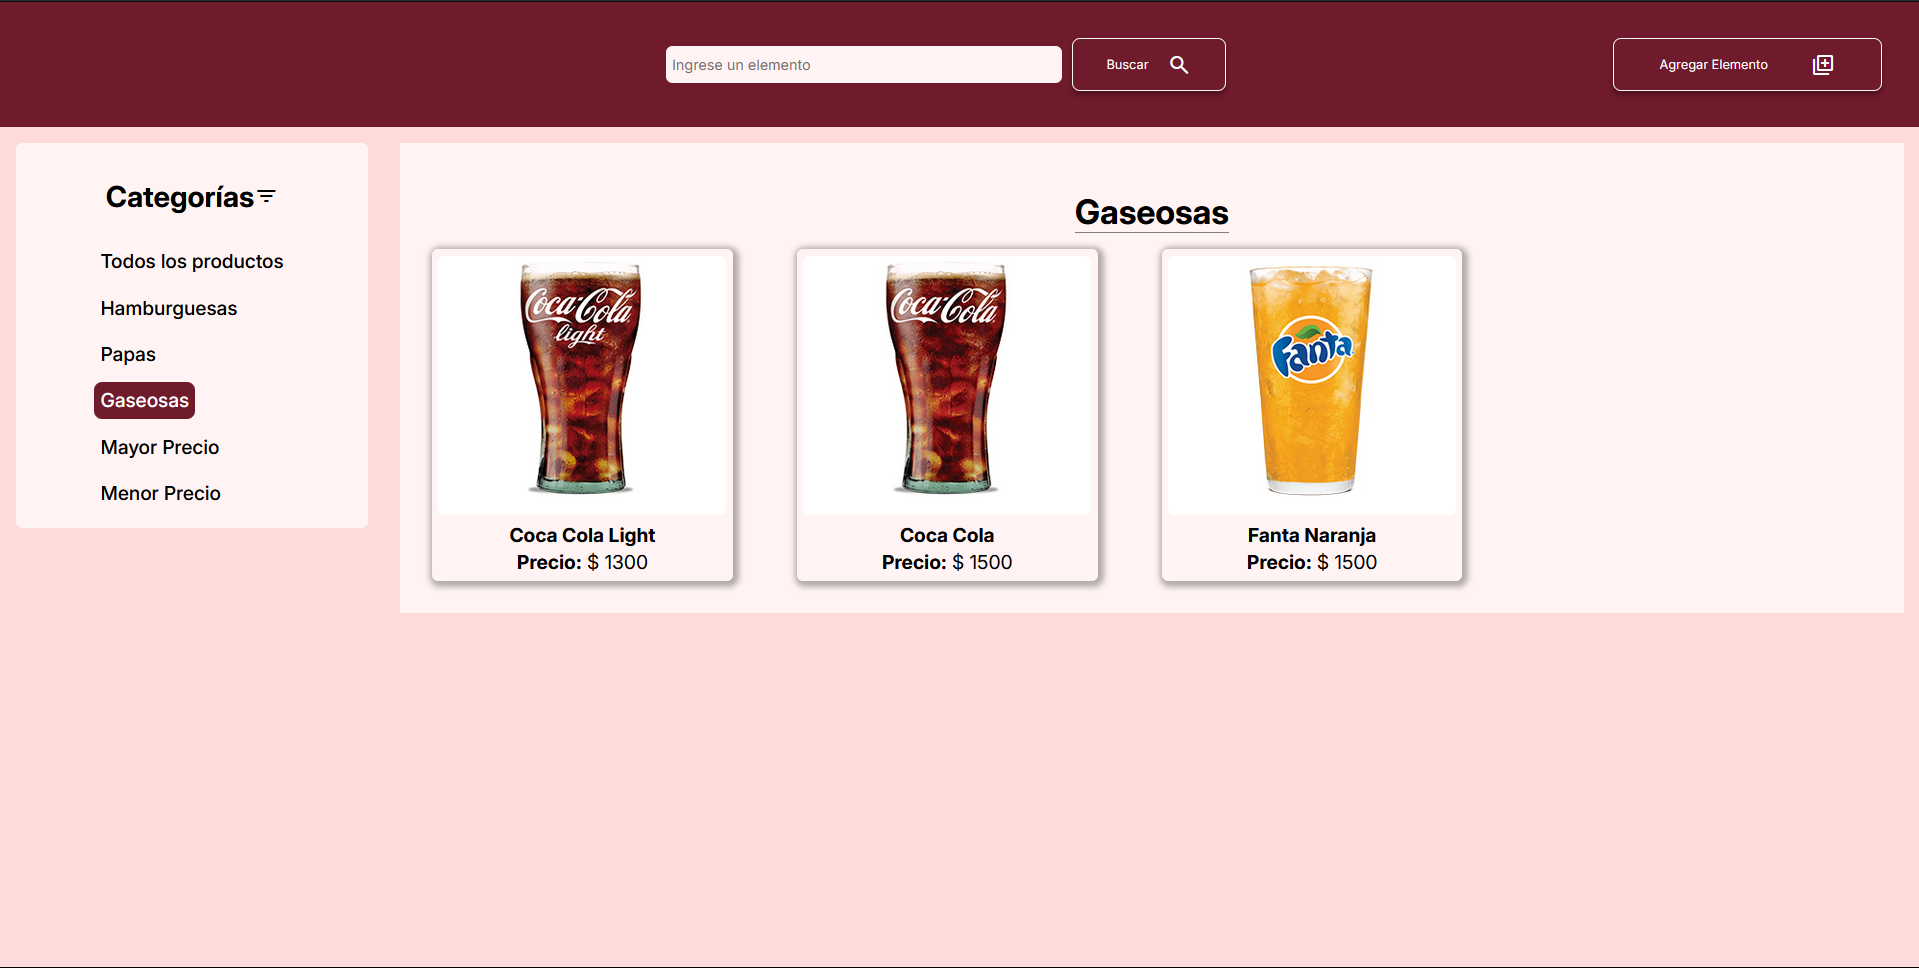 Ingrese un elemento
Buscar
Agregar Elemento
Categorías
Todos los productos
Hamburguesas
Papas
Gaseosas
Mayor Precio
Menor Precio
Gaseosas
Coca-Cola
light
Coca Cola Light
Precio: $ 1300
Coca-Cola
Coca Cola
Precio: $ 1500
Fanta
Fanta Naranja
Precio: $ 1500